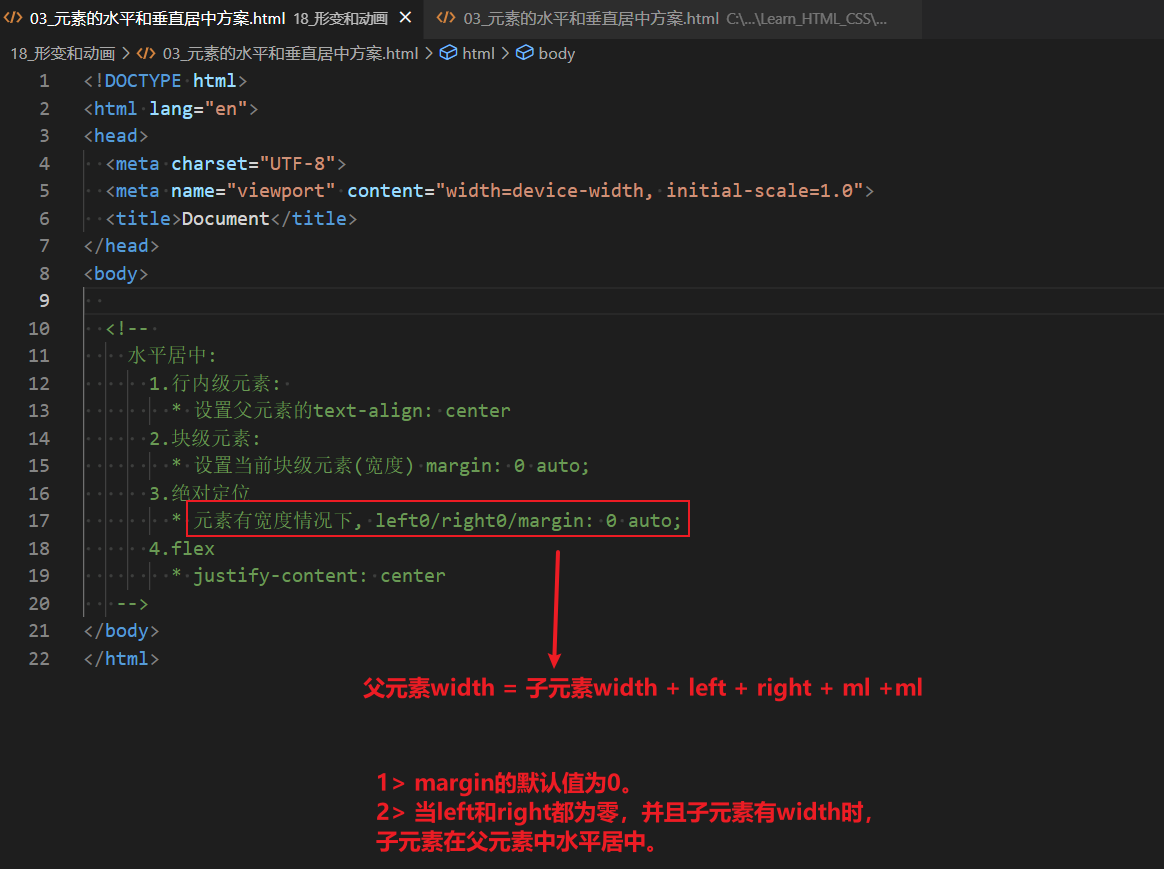 03_元素的水平和垂直居中方案.html 18_形变和动画 03_元素的水平和垂直居中方案.html C:\...\Learn_HTML_CSS\...
18_形变和动画 > 03_元素的水平和垂直居中方案.html > html > body
1 <!DOCTYPE html>
2 <html lang="en">
3 <head>
4 <meta charset="UTF-8">
5 <meta name="viewport" content="width=device-width, initial-scale=1.0">
6 <title>Document</title>
7 </head>
8 <body>
9
10 <!--
11 水平居中:
12 1.行内级元素:
13 * 设置父元素的text-align: center
14 2.块级元素:
15 * 设置当前块级元素(宽度) margin: 0 auto;
16 3.绝对定位
17 * 元素有宽度情况下, left0/right0/margin: 0 auto;
18 4.flex
19 * justify-content: center
20 -->
21 </body>
22 </html>
父元素width = 子元素width + left + right + ml +ml
1> margin的默认值为0。
2> 当left和right都为零，并且子元素有width时，
子元素在父元素中水平居中。